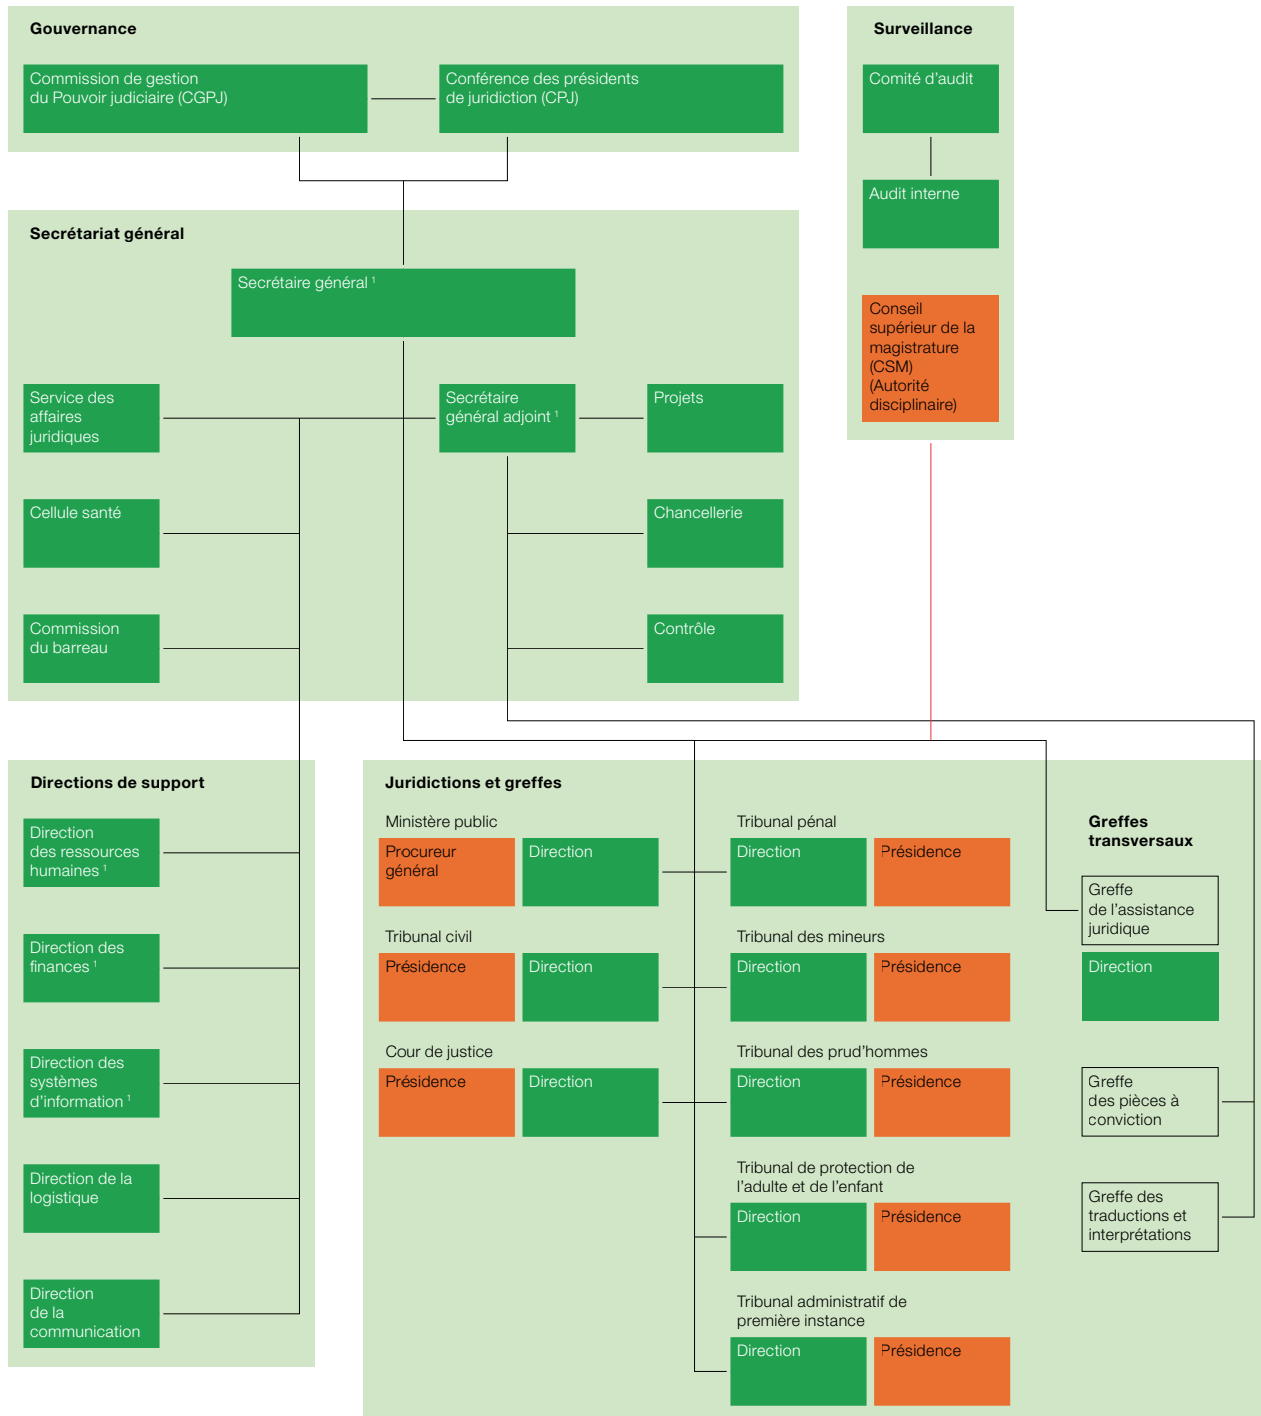 Gouvernance
Commission de gestion
du Pouvoir judiciaire (CGPJ)
Conférence des présidents
de juridiction (CPJ)
Surveillance
Comité d'audit
Audit interne
Conseil
supérieur de la
magistrature
(CSM)
(Autorité
disciplinaire)
Secrétariat général
Secrétaire général ¹
Service des
affaires
juridiques
Secrétaire
général adjoint ¹
Projets
Cellule santé
Chancellerie
Commission
du barreau
Contrôle
Directions de support
Direction
des ressources
humaines ¹
Direction des
finances ¹
Direction des
systèmes
d'information ¹
Direction de la
logistique
Direction
de la
communication
Juridictions et greffes
Ministère public
Procureur
général
Direction
Tribunal civil
Présidence
Direction
Cour de justice
Présidence
Direction
Tribunal pénal
Direction
Présidence
Tribunal des mineurs
Direction
Présidence
Tribunal des prud'hommes
Direction
Présidence
Tribunal de protection de
l'adulte et de l'enfant
Direction
Présidence
Tribunal administratif de
première instance
Direction
Présidence
Greffes
transversaux
Greffe
de l'assistance
juridique
Direction
Greffe
des pièces à
conviction
Greffe des
traductions et
interprétations